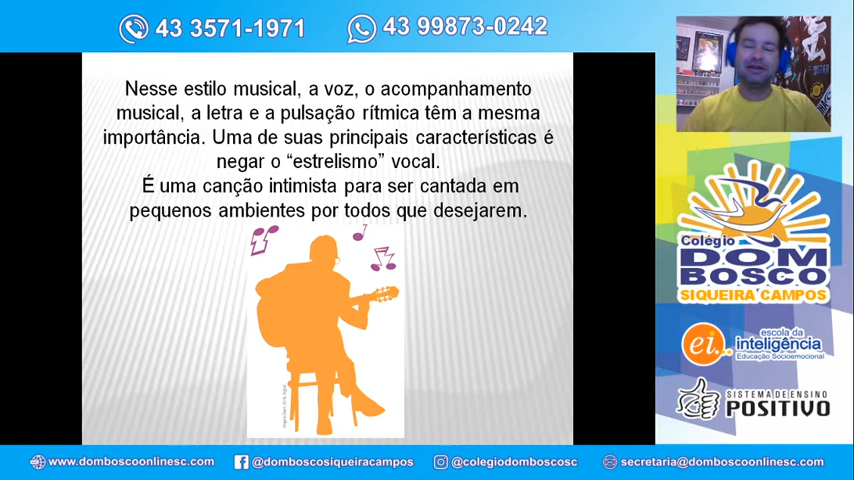 43 3571-1971
43 99873-0242
Nesse estilo musical, a voz, o acompanhamento
musical, a letra e a pulsação rítmica têm a mesma
importância. Uma de suas principais características é
negar o “estrelismo” vocal.
É uma canção intimista para ser cantada em
pequenos ambientes por todos que desejarem.
Colégio
DOM
BOSCO
SIQUEIRA CAMPOS
ei.
escola da
inteligência
Educação Socioemocional
SISTEMA DE ENSINO
POSITIVO
www.domboscoonlinesc.com
@domboscosiqueiracampos
@colegiodomboscosc
secretaria@domboscoonlinesc.com